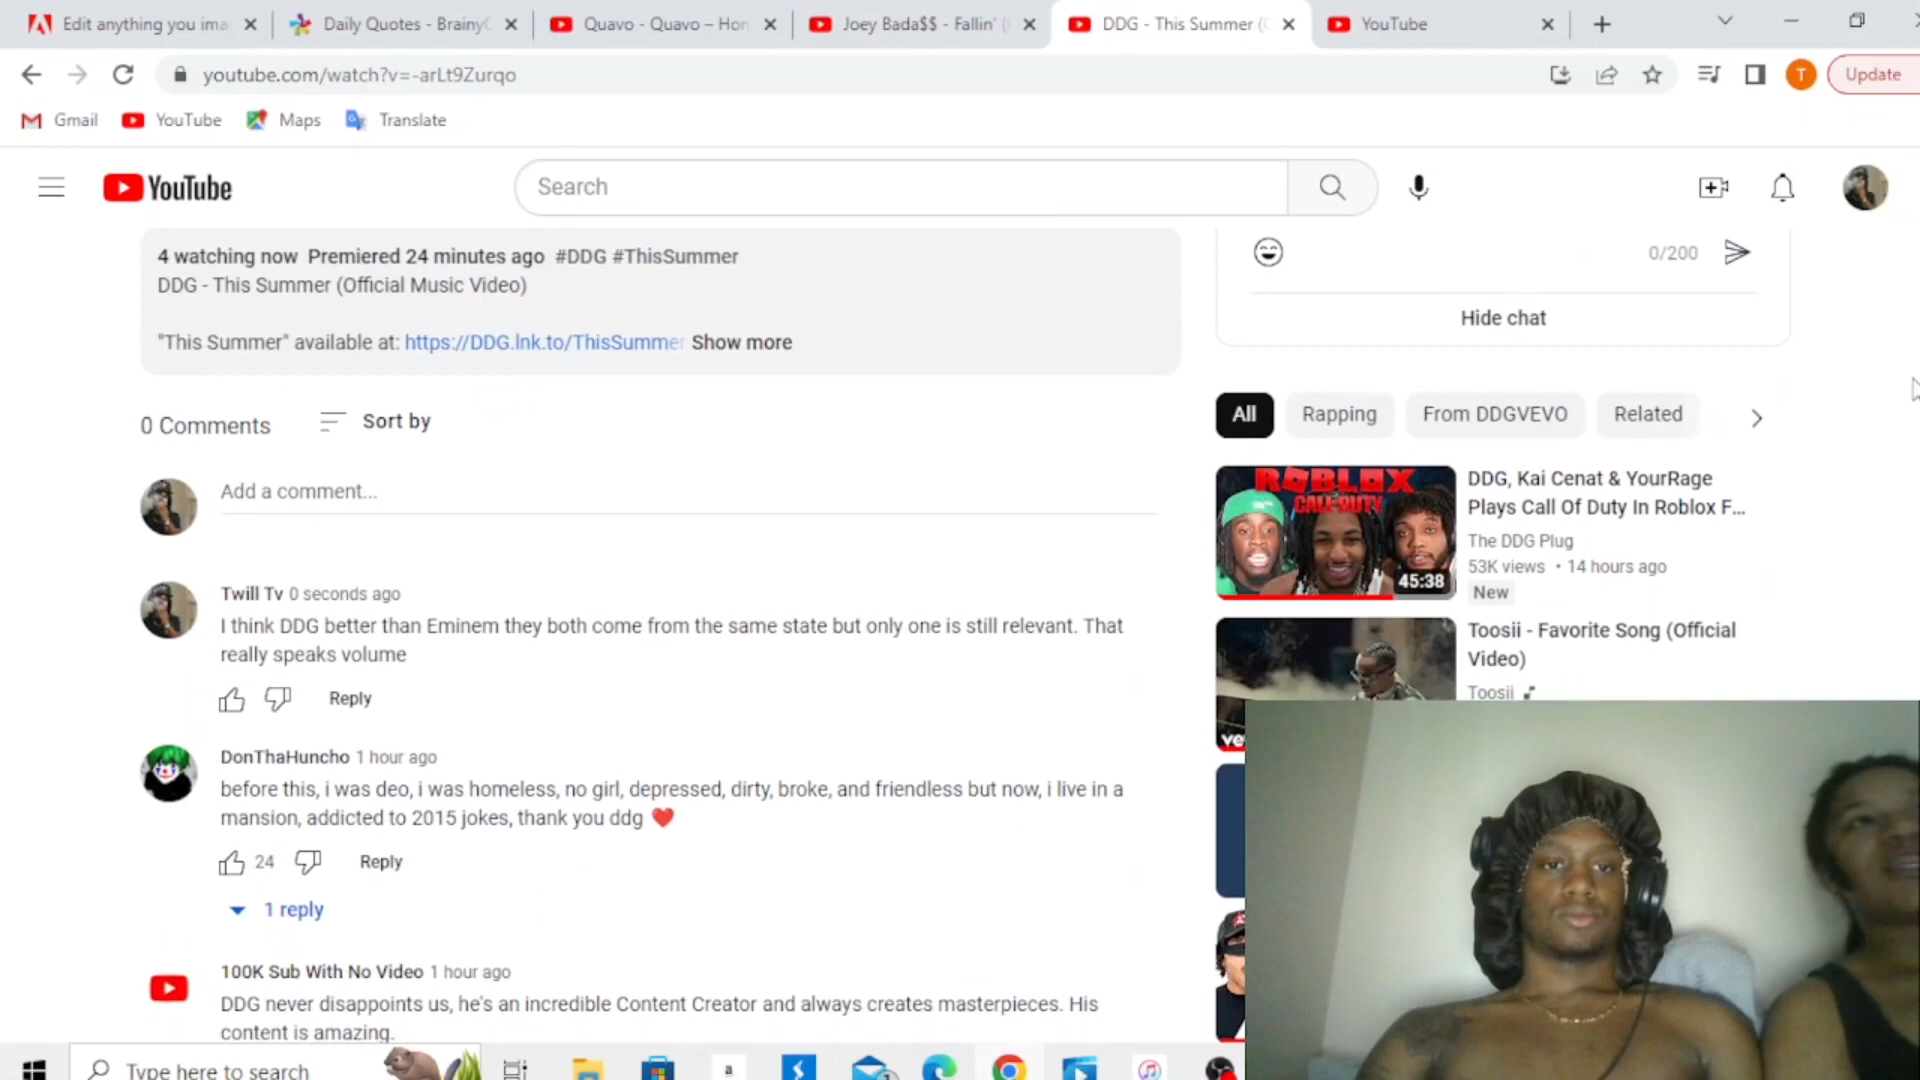 Edit anything you ima
Daily Quotes - Brainy
Quavo - Quavo – Hon
Joey Bada$$ - Fallin'
DDG - This Summer (
YouTube
youtube.com/watch?v=-arLt9Zurqo
Update
T
Gmail
YouTube
Maps
Translate
YouTube
Search
4 watching now Premiered 24 minutes ago #DDG #ThisSummer
DDG - This Summer (Official Music Video)
"This Summer" available at: https://DDG.lnk.to/ThisSummer Show more
0/200
Hide chat
0 Comments
Sort by
All
Rapping
From DDGVEVO
Related
Add a comment...
Twill Tv 0 seconds ago
I think DDG better than Eminem they both come from the same state but only one is still relevant. That
really speaks volume
Reply
DonThaHuncho 1 hour ago
before this, i was deo, i was homeless, no girl, depressed, dirty, broke, and friendless but now, i live in a
mansion, addicted to 2015 jokes, thank you ddg ❤️
24
Reply
1 reply
100K Sub With No Video 1 hour ago
DDG never disappoints us, he's an incredible Content Creator and always creates masterpieces. His
content is amazing.
ROBLOX
CALL OF DUTY
45:38
DDG, Kai Cenat & YourRage
Plays Call Of Duty In Roblox F...
The DDG Plug
53K views • 14 hours ago
New
Toosii - Favorite Song (Official
Video)
Toosii
ve
Type here to search
a